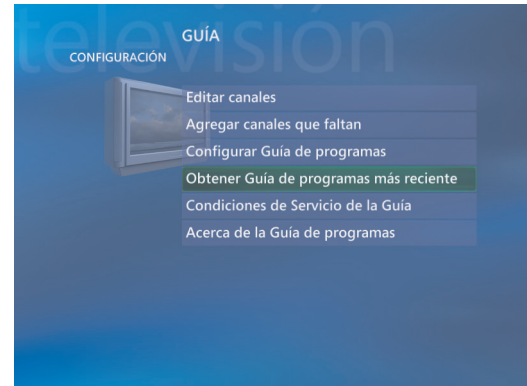 televisión
GUÍA
CONFIGURACIÓN
Editar canales
Agregar canales que faltan
Configurar Guía de programas
Obtener Guía de programas más reciente
Condiciones de Servicio de la Guía
Acerca de la Guía de programas